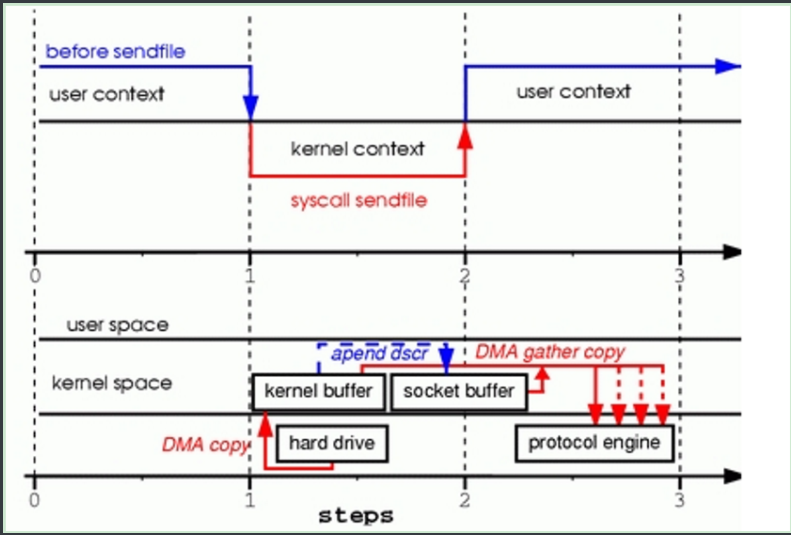 before sendfile
user context
user context
kernel context
syscall sendfile
0 1 2 3
user space
apend dscr
DMA gather copy
kernel space
kernel buffer
socket buffer
DMA copy
hard drive
protocol engine
0 1 2 3
steps